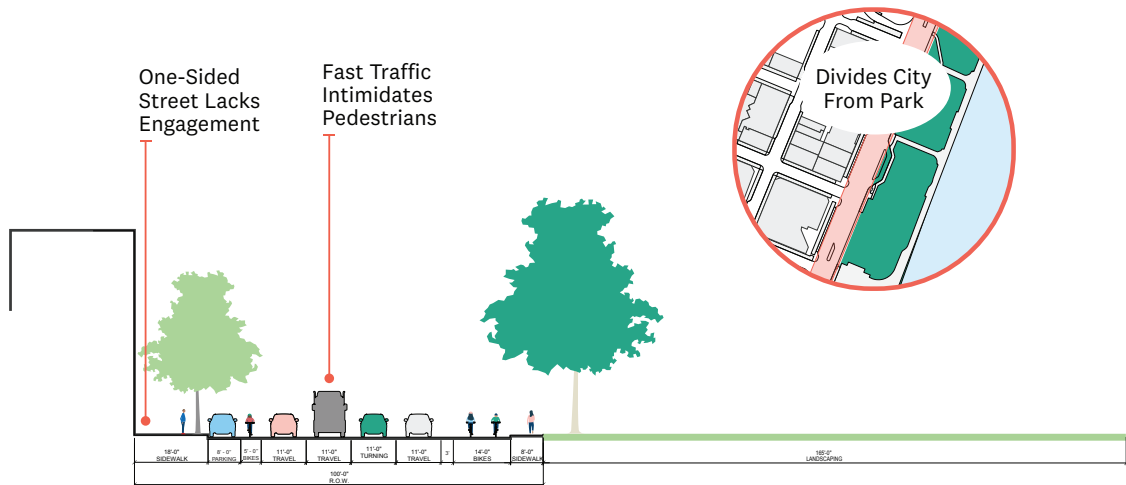 One-Sided
Street Lacks
Engagement
Fast Traffic
Intimidates
Pedestrians
Divides City
From Park
18'-0"
SIDEWALK
8' - 0"
PARKING
5' - 0"
BIKES
11'-0"
TRAVEL
11'-0"
TRAVEL
11'-0"
TURNING
11'-0"
TRAVEL
3'
14'-0"
BIKES
8'-0"
SIDEWALK
165'-0"
LANDSCAPING
100'-0"
R.O.W.